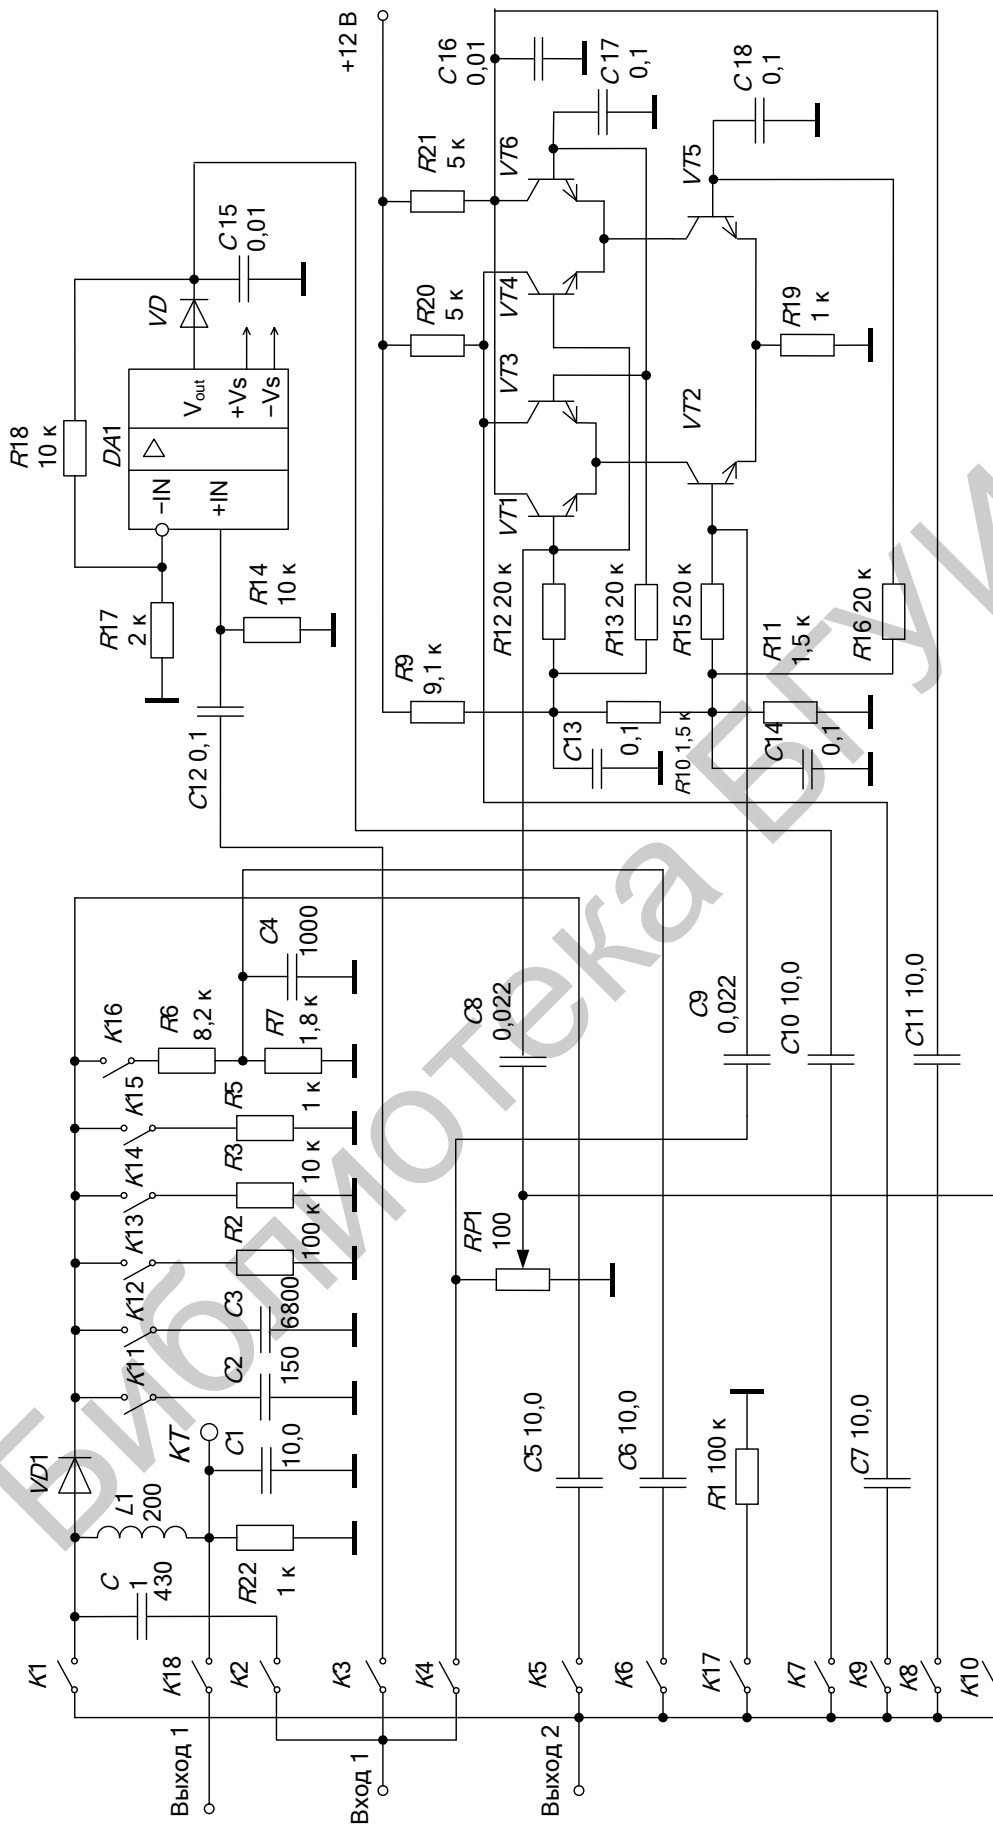 +12 В
C16
0,01
C17
0,1
C18
0,1
R21
5 к
VT6
VT5
C15
0,01
VD
R20
5 к
VT4
R19
1 к
VT3
VT2
VT1
R18
10 к
DA1
Vout
+Vs
−Vs
−IN
+IN
R17
2 к
R14
10 к
R12 20 к
R13 20 к
R15 20 к
R11
1,5 к
R16 20 к
R9
9,1 к
C13
0,1
R10 1,5 к
C14
0,1
C12 0,1
C4
1000
K16
R6
8,2 к
R7
1,8 к
K15
R5
1 к
K14
R3
10 к
K13
R2
100 к
K12
C3
6800
K11
C2
150
C8
0,022
C9
0,022
C10 10,0
C11 10,0
RP1
100
KT
C1
10,0
VD1
L1
200
C5 10,0
C6 10,0
R1 100 к
C7 10,0
C
1
430
R22
1 к
K1
K18
K2
K3
K4
K5
K6
K17
K7
K9
K8
K10
Выход 1
Вход 1
Выход 2
Библиотека БГУИ